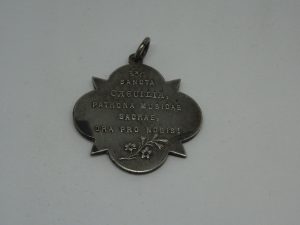 SANCTA
CAECILIA,
PATRONA MUSICAE
SACRAE,
ORA PRO NOBIS!